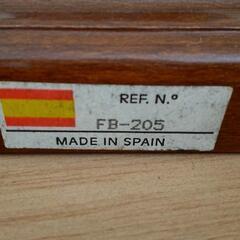 REF. N.º
FB-205
MADE IN SPAIN